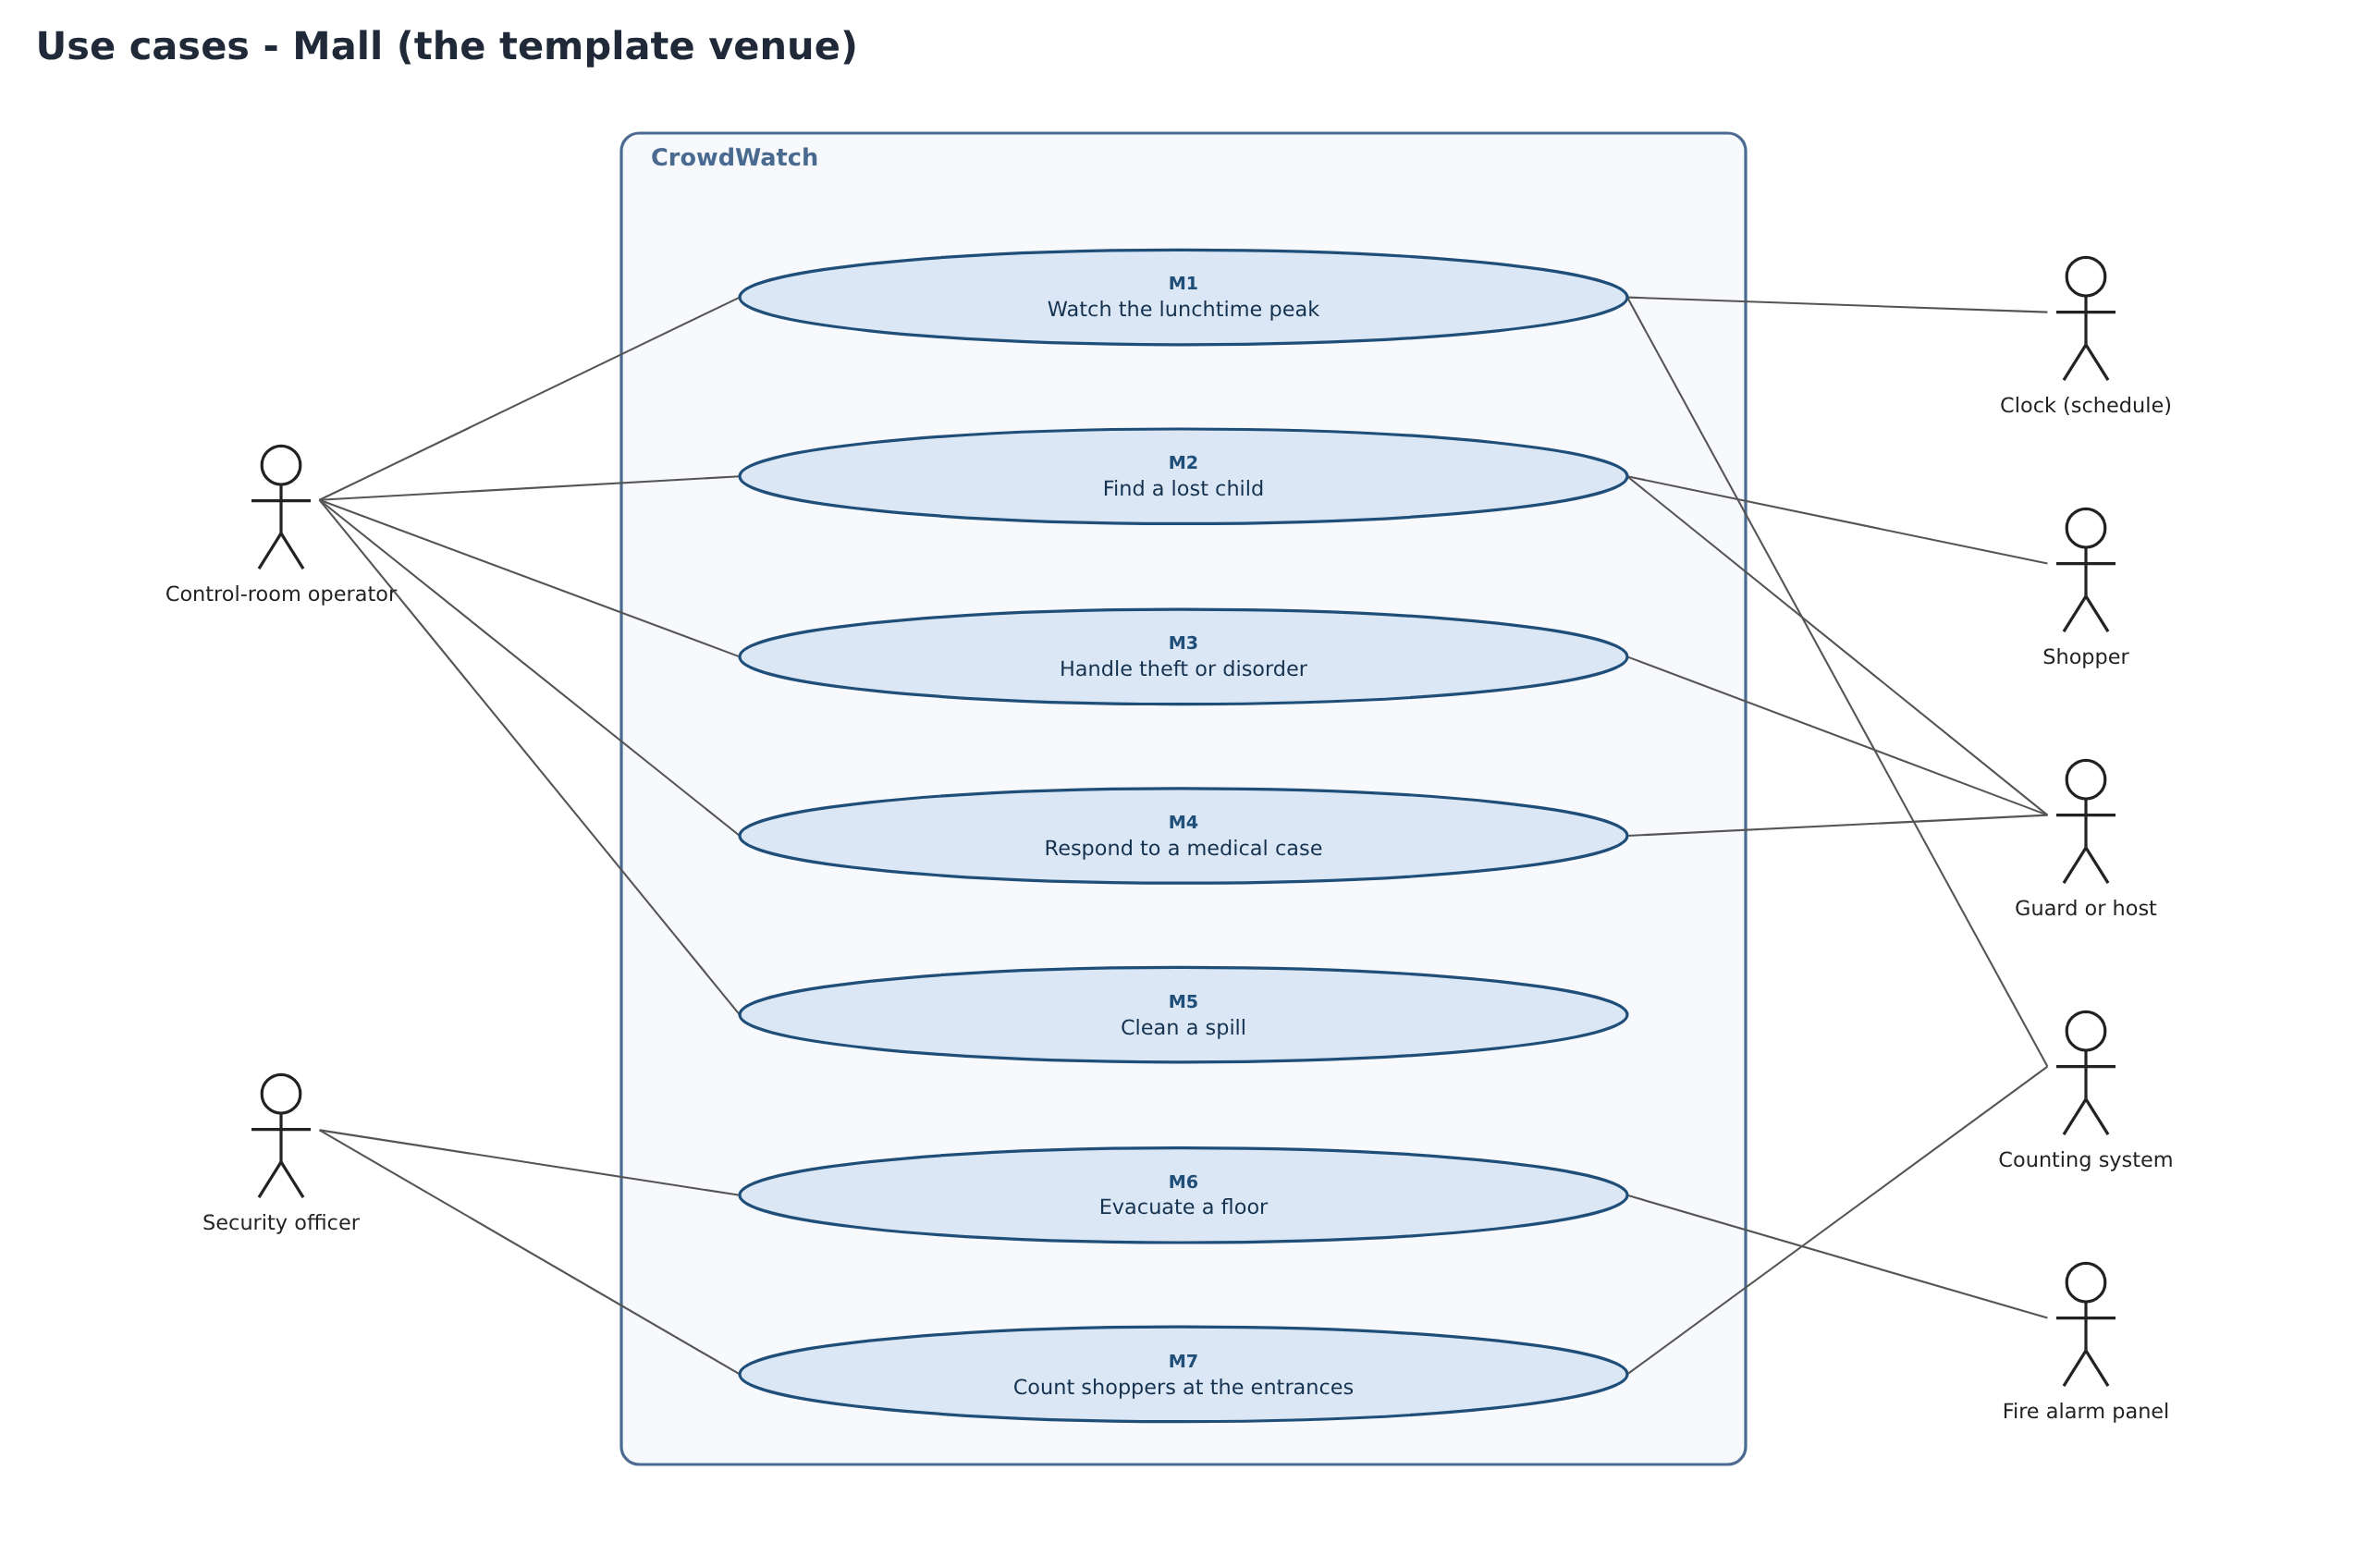 Use cases - Mall (the template venue)
CrowdWatch
M1
Watch the lunchtime peak
Clock (schedule)
M2
Find a lost child
Control-room operator
Shopper
M3
Handle theft or disorder
M4
Respond to a medical case
Guard or host
M5
Clean a spill
Counting system
M6
Evacuate a floor
Security officer
M7
Count shoppers at the entrances
Fire alarm panel